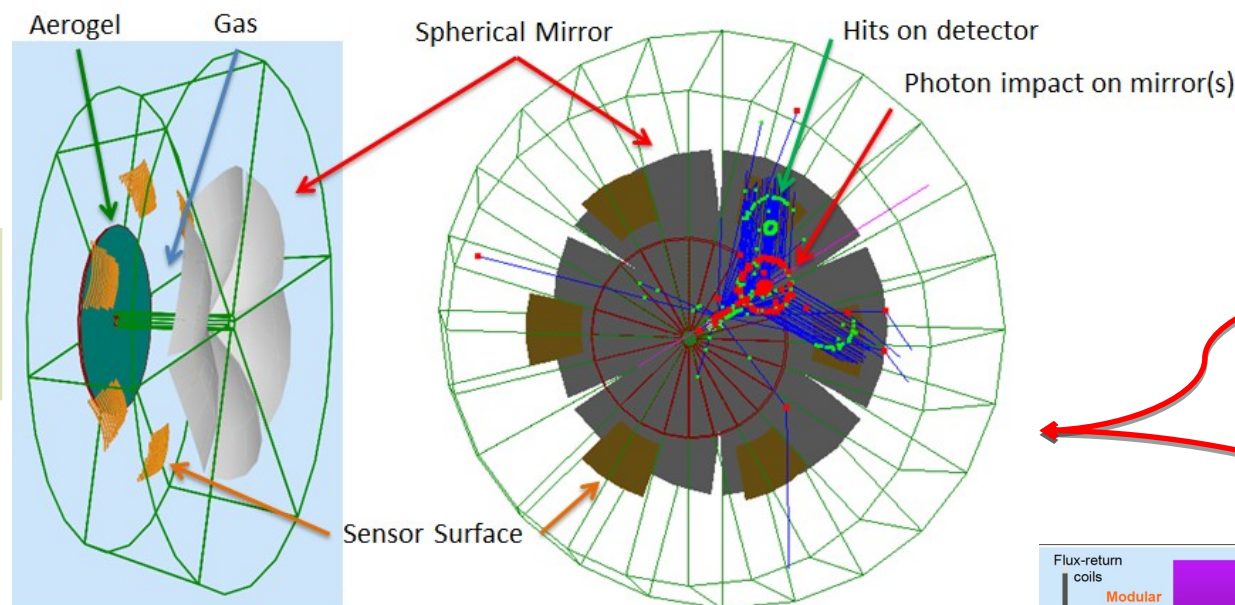 Aerogel
Gas
Spherical Mirror
Hits on detector
Photon impact on mirror(s)
Sensor Surface
Flux-return
coils
Modular